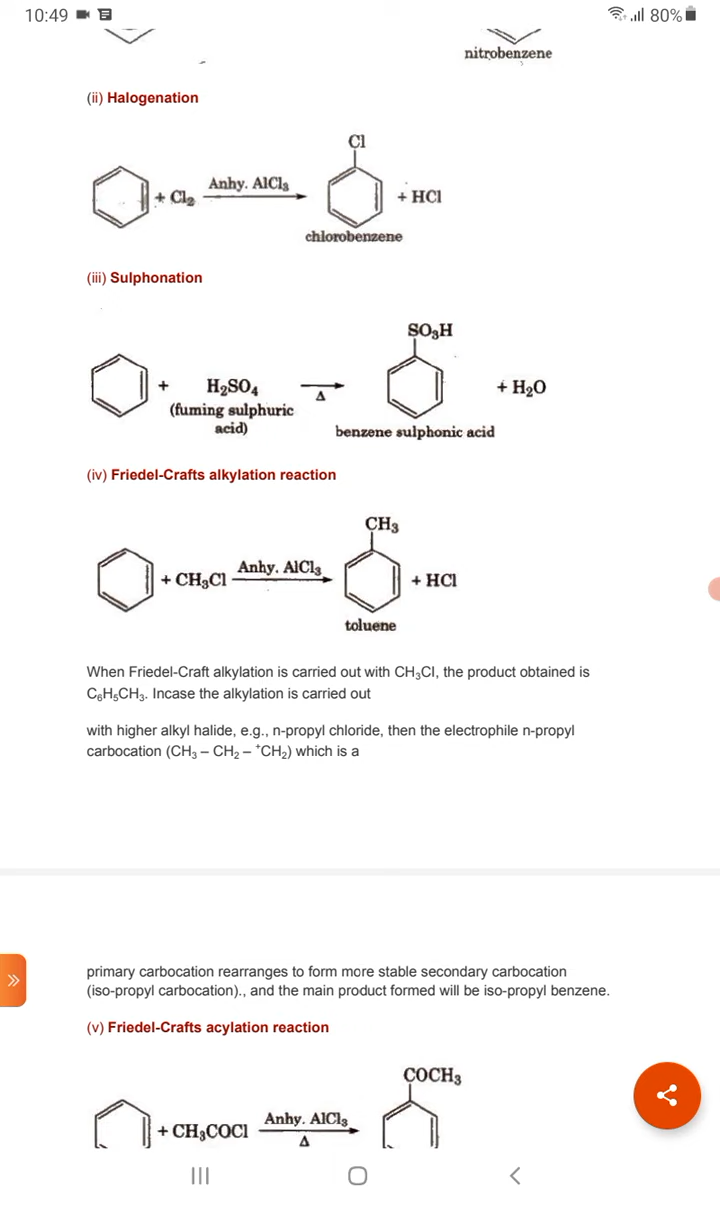 10:49
80%
nitrobenzene
(ii) Halogenation
Cl
+ Cl₂ Anhy. AlCl₃ + HCl
chlorobenzene
(iii) Sulphonation
SO₃H
+ H₂SO₄ Δ + H₂O
(fuming sulphuric
acid)
benzene sulphonic acid
(iv) Friedel-Crafts alkylation reaction
CH₃
+ CH₃Cl Anhy. AlCl₃ + HCl
toluene
When Friedel-Craft alkylation is carried out with CH₃Cl, the product obtained is
C₆H₅CH₃. Incase the alkylation is carried out
with higher alkyl halide, e.g., n-propyl chloride, then the electrophile n-propyl
carbocation (CH₃ – CH₂ – ⁺CH₂) which is a
primary carbocation rearranges to form more stable secondary carbocation
(iso-propyl carbocation)., and the main product formed will be iso-propyl benzene.
(v) Friedel-Crafts acylation reaction
COCH₃
+ CH₃COCl Anhy. AlCl₃
Δ